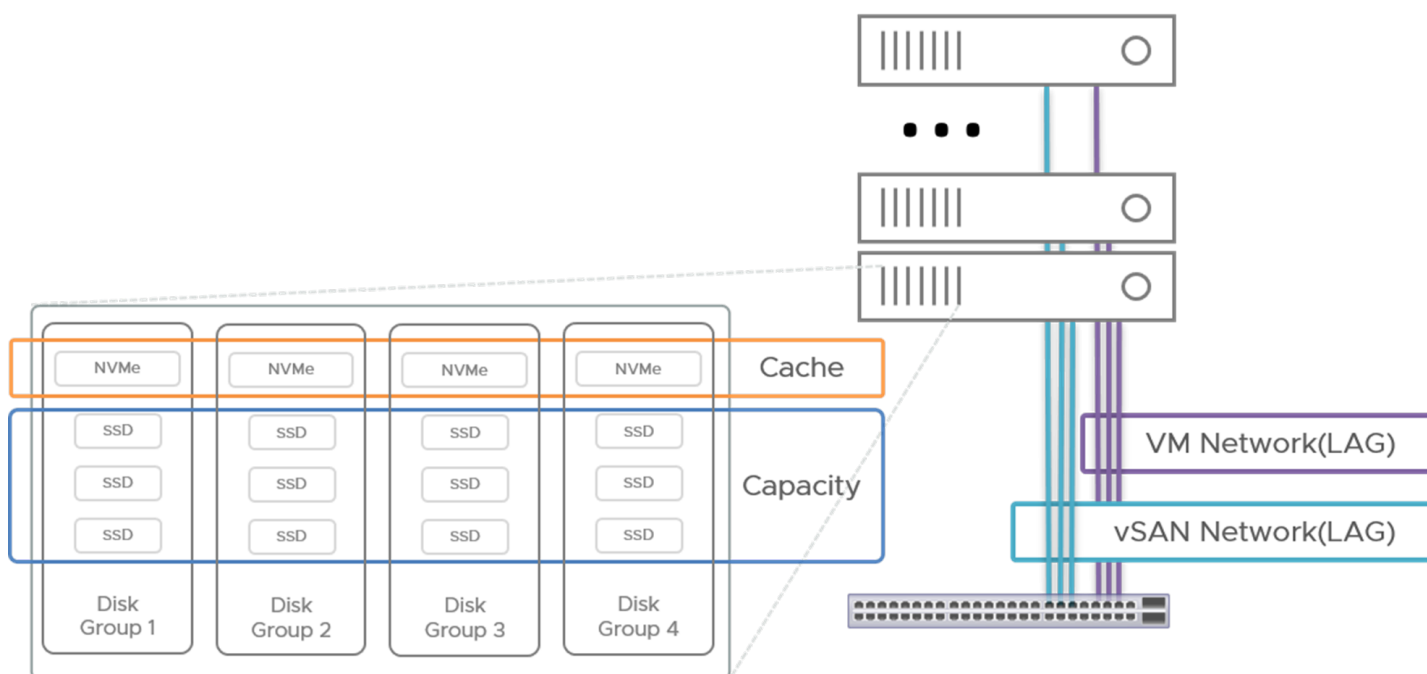 NVMe
NVMe
NVMe
NVMe
Cache
SSD
SSD
SSD
SSD
SSD
SSD
SSD
SSD
Capacity
SSD
SSD
SSD
SSD
Disk
Group 1
Disk
Group 2
Disk
Group 3
Disk
Group 4
VM Network(LAG)
vSAN Network(LAG)